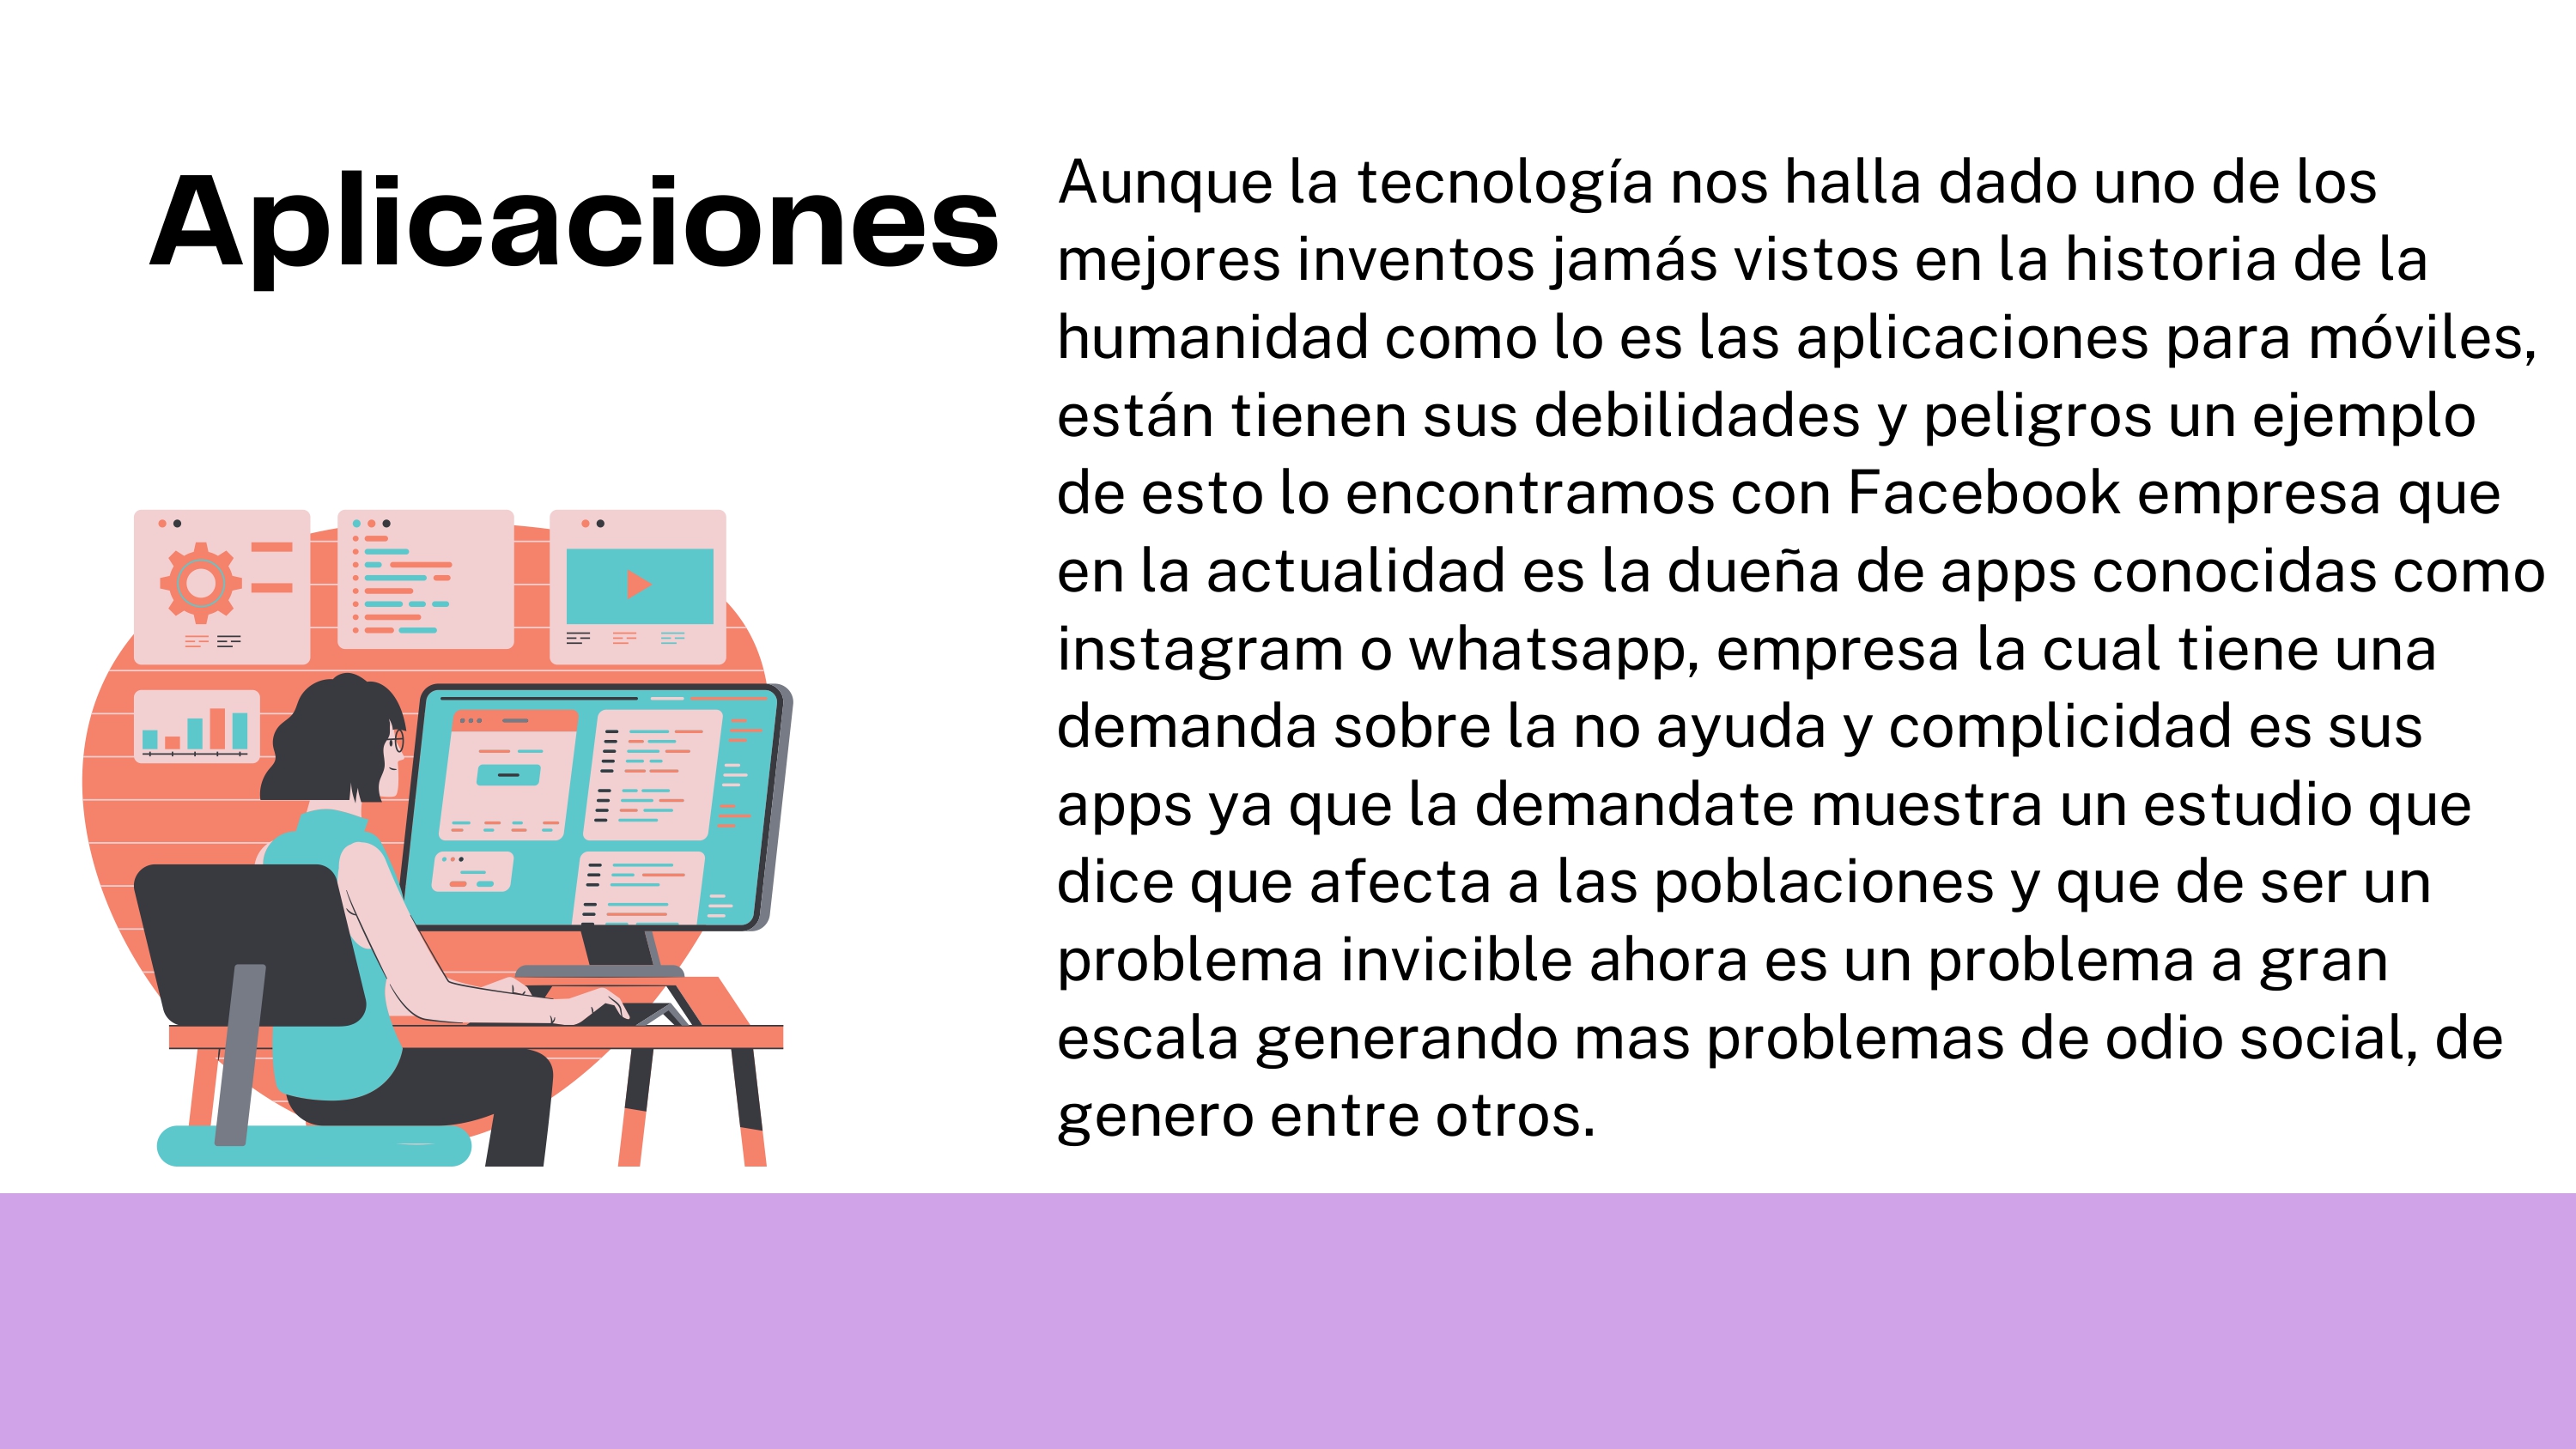 Aplicaciones
Aunque la tecnología nos halla dado uno de los
mejores inventos jamás vistos en la historia de la
humanidad como lo es las aplicaciones para móviles,
están tienen sus debilidades y peligros un ejemplo
de esto lo encontramos con Facebook empresa que
en la actualidad es la dueña de apps conocidas como
instagram o whatsapp, empresa la cual tiene una
demanda sobre la no ayuda y complicidad es sus
apps ya que la demandate muestra un estudio que
dice que afecta a las poblaciones y que de ser un
problema invicible ahora es un problema a gran
escala generando mas problemas de odio social, de
genero entre otros.